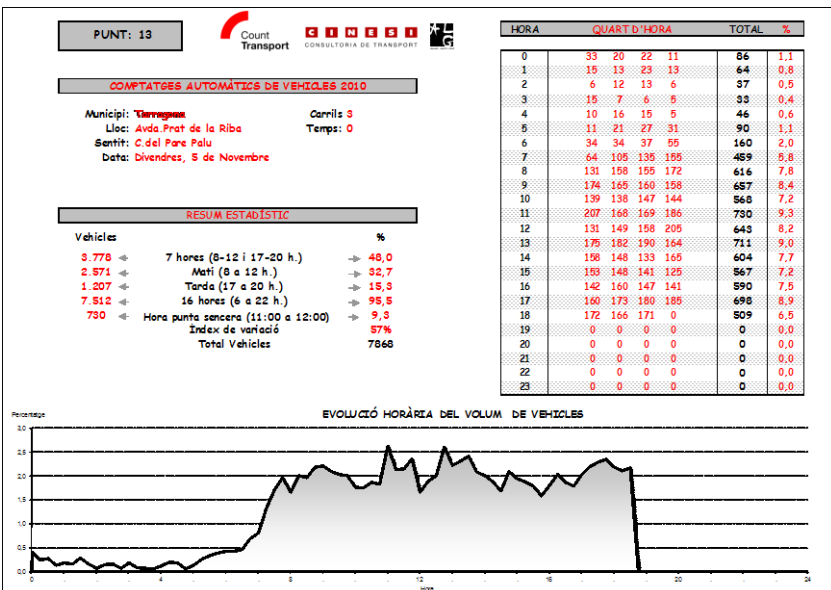 PUNT: 13
Count
Transport
CINESI
CONSULTORIA DE TRANSPORT
COMPTATGES AUTOMÀTICS DE VEHICLES 2010
Municipi: Tarragona Carrils 3
Lloc: Avda.Prat de la Riba Temps: 0
Sentit: C.del Pare Palu
Data: Divendres, 5 de Novembre
RESUM ESTADÍSTIC
Vehicles %
3.778 7 hores (8-12 i 17-20 h.) 48,0
2.571 Matí (8 a 12 h.) 32,7
1.207 Tarda (17 a 20 h.) 15,3
7.512 16 hores (6 a 22 h.) 95,5
730 Hora punta sencera (11:00 a 12:00) 9,3
Índex de variació 57%
Total Vehicles 7868
HORA QUART D'HORA TOTAL %
0 33 20 22 11 86 1,1
1 15 13 23 13 64 0,8
2 6 12 13 6 37 0,5
3 15 7 6 5 33 0,4
4 10 16 15 5 46 0,6
5 11 21 27 31 90 1,1
6 34 34 37 55 160 2,0
7 64 105 135 155 459 5,8
8 131 158 155 172 616 7,8
9 174 165 160 158 657 8,4
10 139 138 147 144 568 7,2
11 207 168 169 186 730 9,3
12 131 149 158 205 643 8,2
13 175 182 190 164 711 9,0
14 158 148 133 165 604 7,7
15 153 148 141 125 567 7,2
16 142 160 147 141 590 7,5
17 160 173 180 185 698 8,9
18 172 166 171 0 509 6,5
19 0 0 0 0 0 0,0
20 0 0 0 0 0 0,0
21 0 0 0 0 0 0,0
22 0 0 0 0 0 0,0
23 0 0 0 0 0 0,0
EVOLUCIÓ HORÀRIA DEL VOLUM DE VEHICLES
Percentatge
3,0
2,5
2,0
1,5
1,0
0,5
0,0
0 4 8 12 16 20 24
Hora